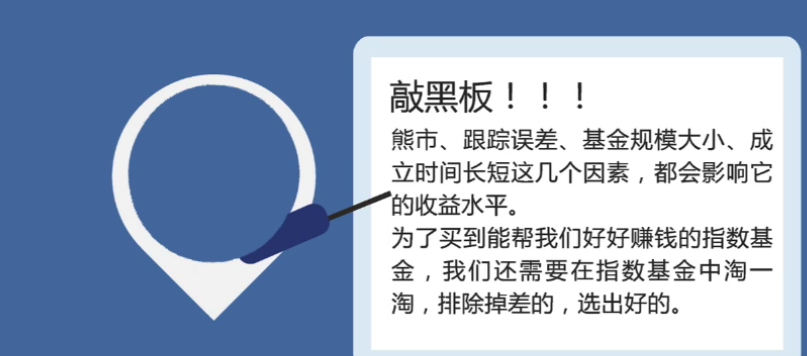 敲黑板！！！
熊市、跟踪误差、基金规模大小、成
立时间长短这几个因素，都会影响它
的收益水平。
为了买到能帮我们好好赚钱的指数基
金，我们还需要在指数基金中淘一
淘，排除掉差的，选出好的。